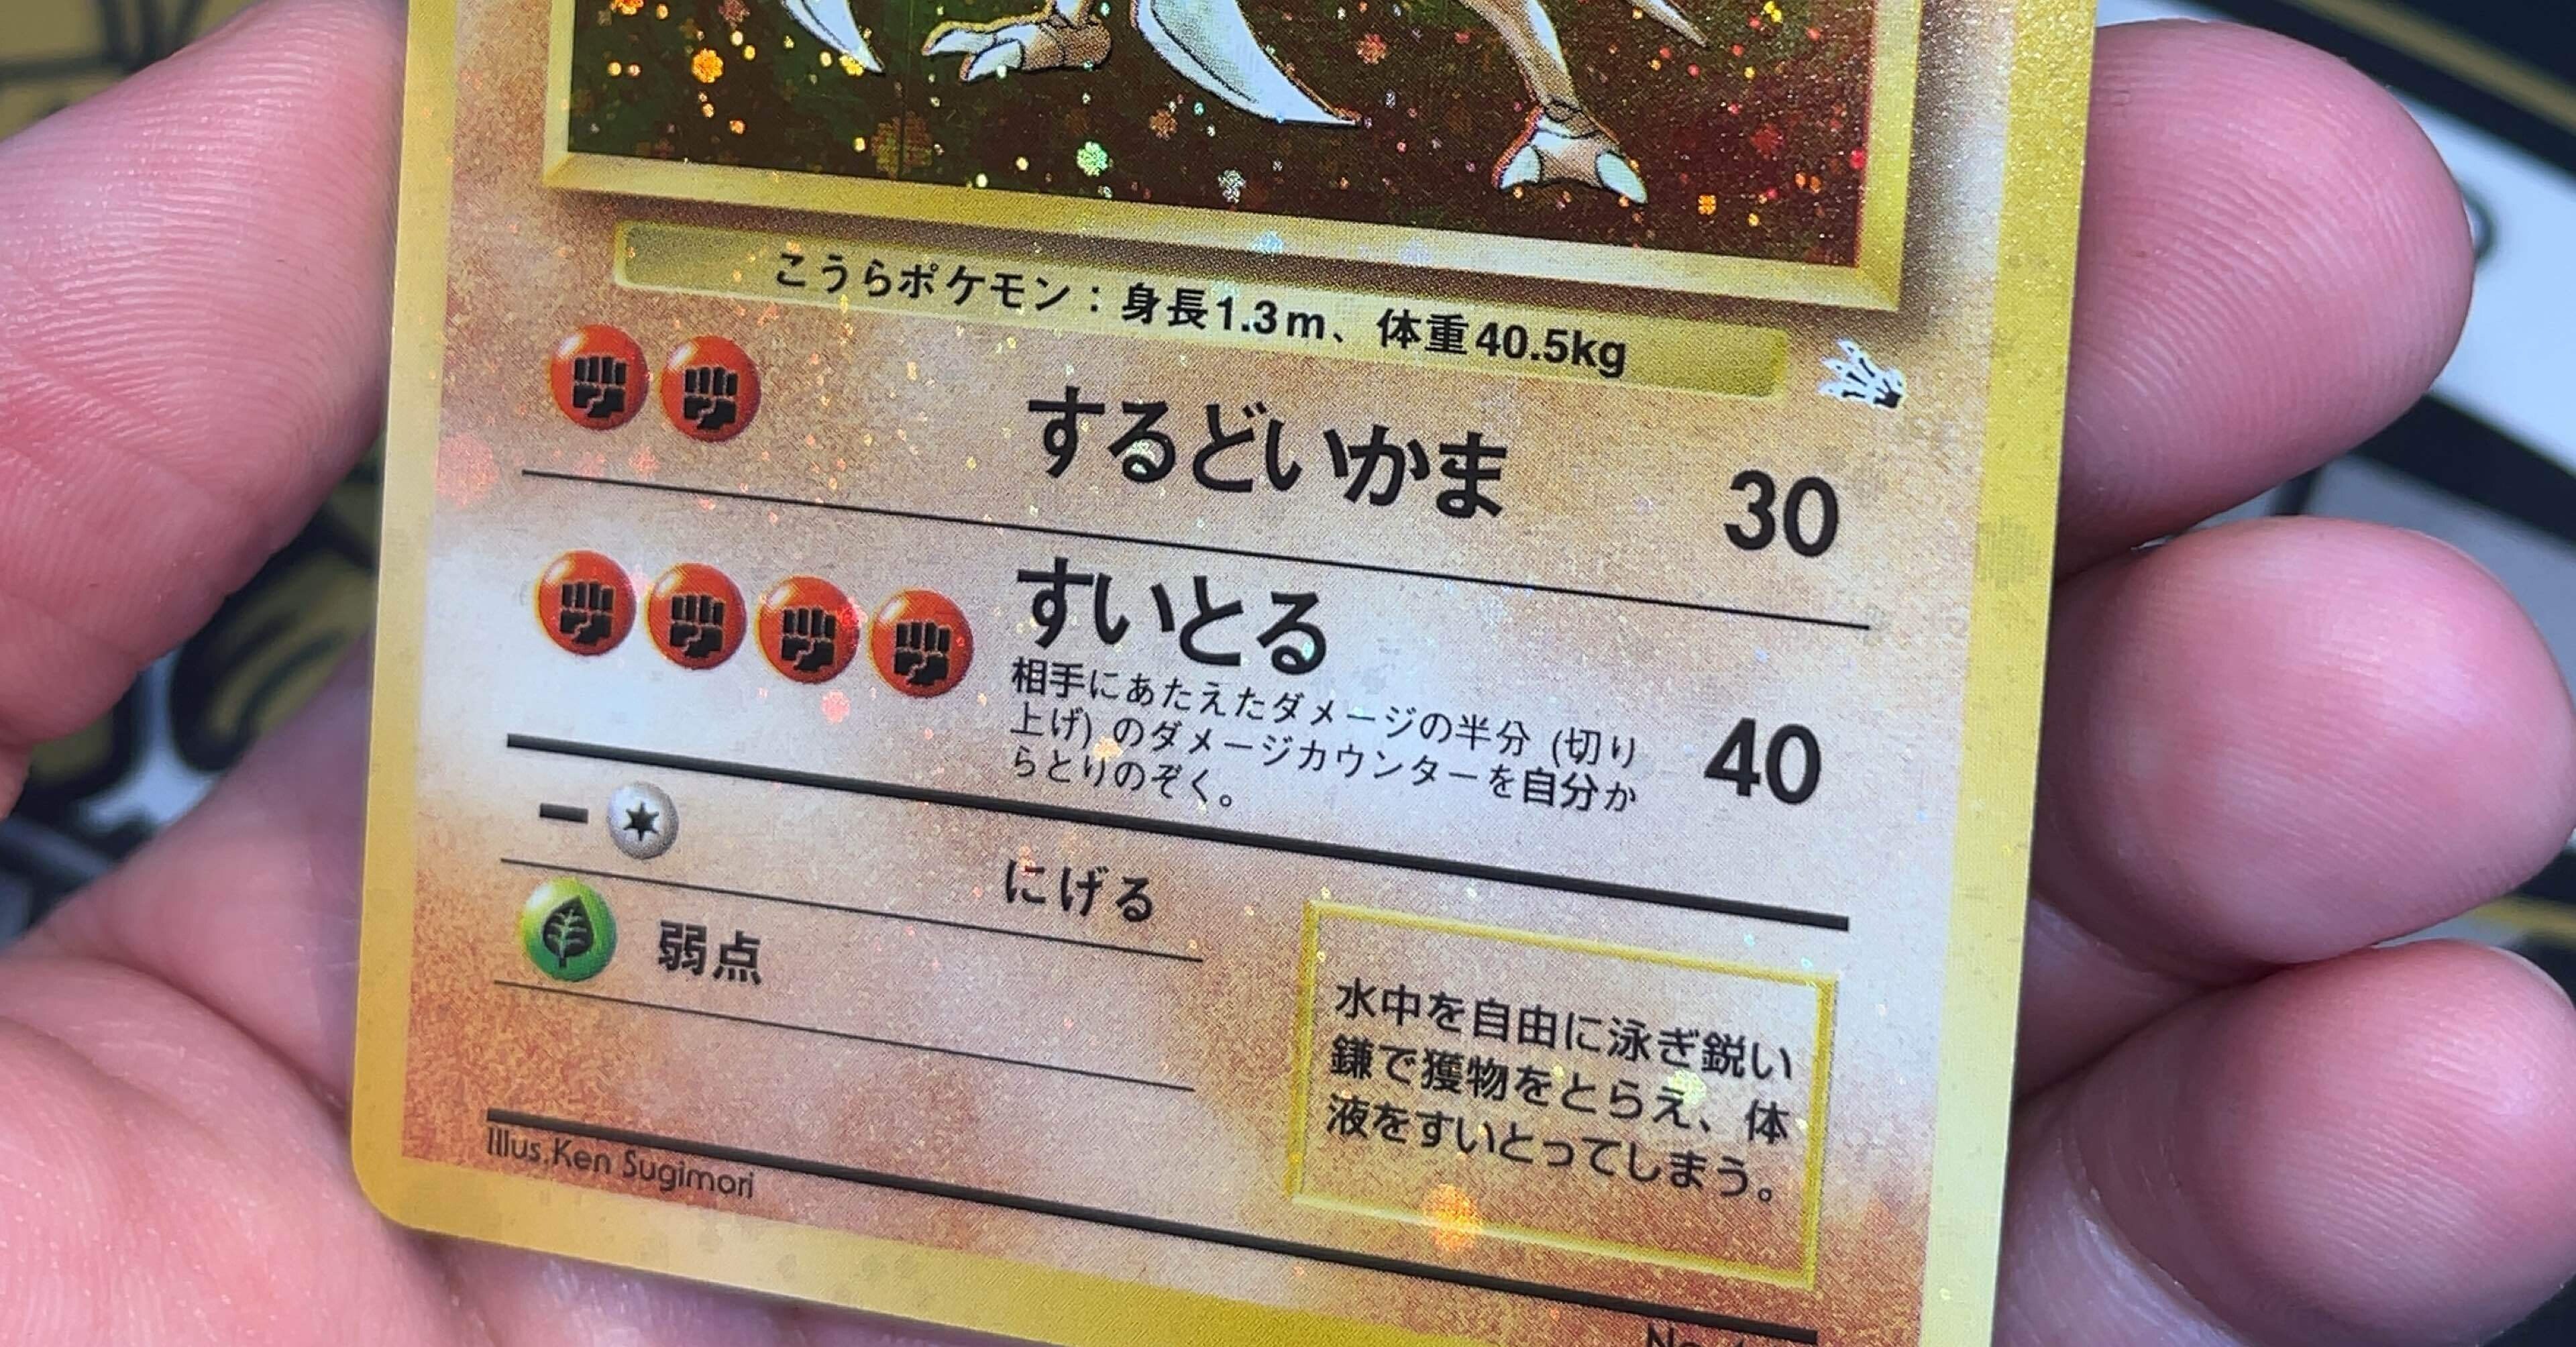 こうらポケモン：身長1.3m、体重40.5kg
するどいかま 30
すいとる
相手にあたえたダメージの半分 (切り
上げ) のダメージカウンターを自分か
らとりのぞく。
40
− にげる
弱点
水中を自由に泳ぎ鋭い
鎌で獲物をとらえ、体
液をすいとってしまう。
Illus.Ken Sugimori